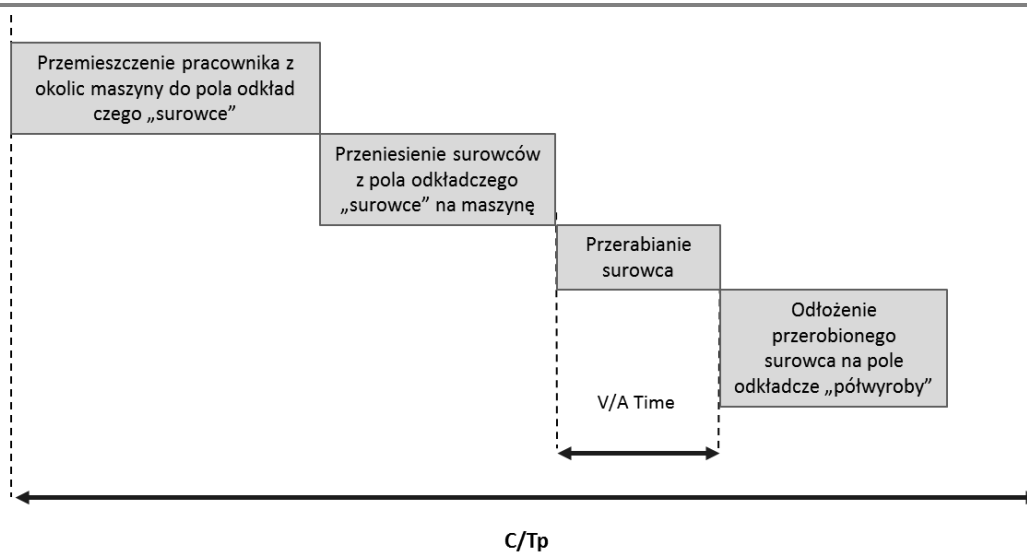 Przemieszczenie pracownika z
okolic maszyny do pola odkład
czego „surowce”
Przeniesienie surowców
z pola odkładczego
„surowce” na maszynę
Przerabianie
surowca
Odłożenie
przerobionego
surowca na pole
odkładcze „półwyroby”
V/A Time
C/Tp